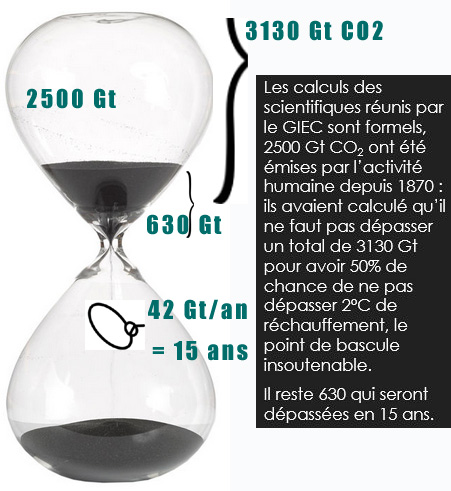 3130 Gt CO2
2500 Gt
630 Gt
42 Gt/an
= 15 ans
Les calculs des
scientifiques réunis par
le GIEC sont formels,
2500 Gt CO₂ ont été
émises par l’activité
humaine depuis 1870 :
ils avaient calculé qu’il
ne faut pas dépasser
un total de 3130 Gt
pour avoir 50% de
chance de ne pas
dépasser 2°C de
réchauffement, le
point de bascule
insoutenable.
Il reste 630 qui seront
dépassées en 15 ans.